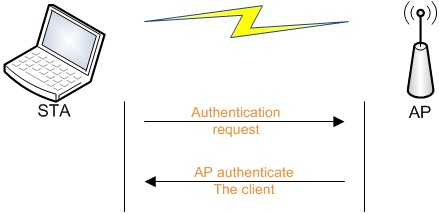 STA
AP
Authentication
request
AP authenticate
The client